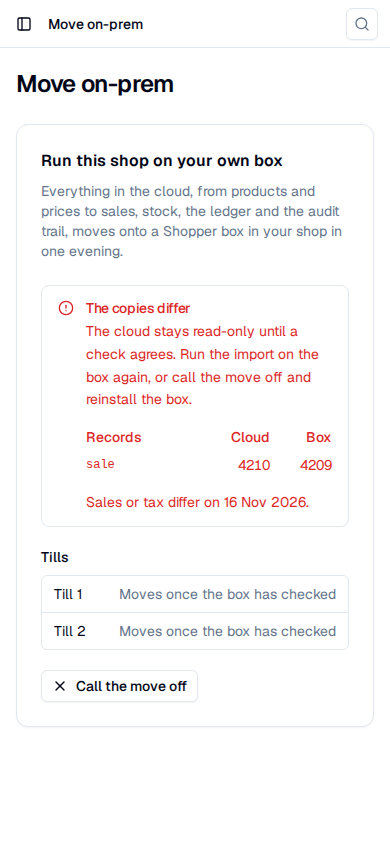 Move on-prem
Move on-prem
Run this shop on your own box
Everything in the cloud, from products and
prices to sales, stock, the ledger and the audit
trail, moves onto a Shopper box in your shop in
one evening.
The copies differ
The cloud stays read-only until a
check agrees. Run the import on the
box again, or call the move off and
reinstall the box.
Records Cloud Box
sale 4210 4209
Sales or tax differ on 16 Nov 2026.
Tills
Till 1 Moves once the box has checked
Till 2 Moves once the box has checked
Call the move off